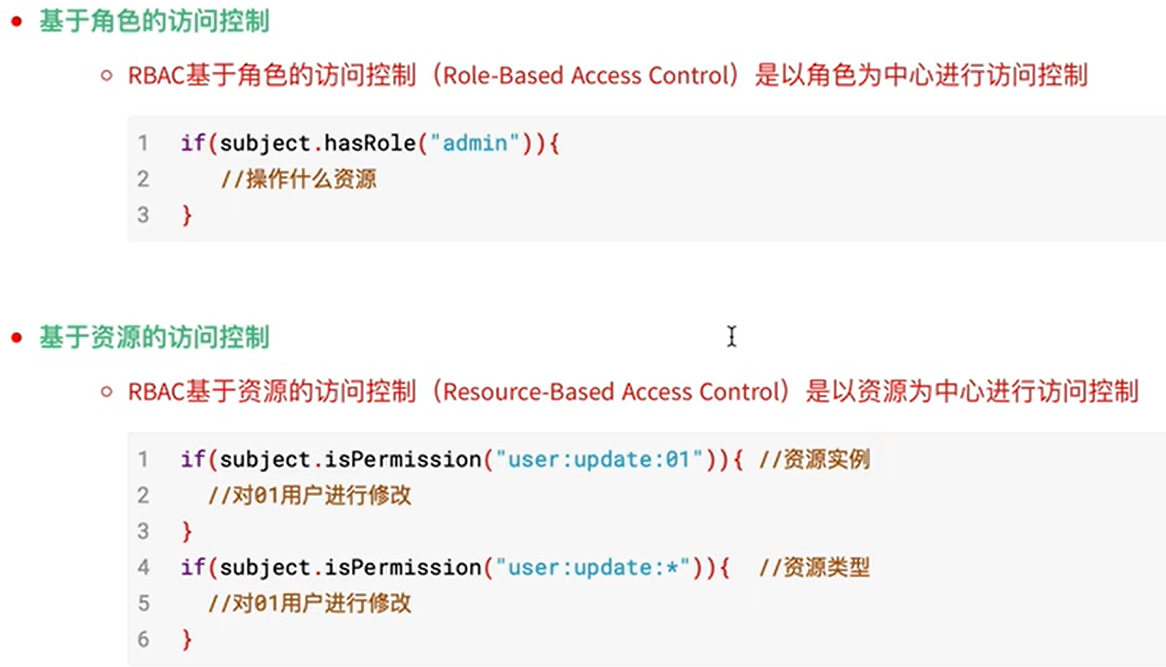 • 基于角色的访问控制
○ RBAC基于角色的访问控制（Role-Based Access Control）是以角色为中心进行访问控制
1 if(subject.hasRole("admin")){
2 //操作什么资源
3 }
• 基于资源的访问控制
○ RBAC基于资源的访问控制（Resource-Based Access Control）是以资源为中心进行访问控制
1 if(subject.isPermission("user:update:01")){ //资源实例
2 //对01用户进行修改
3 }
4 if(subject.isPermission("user:update:*")){ //资源类型
5 //对01用户进行修改
6 }